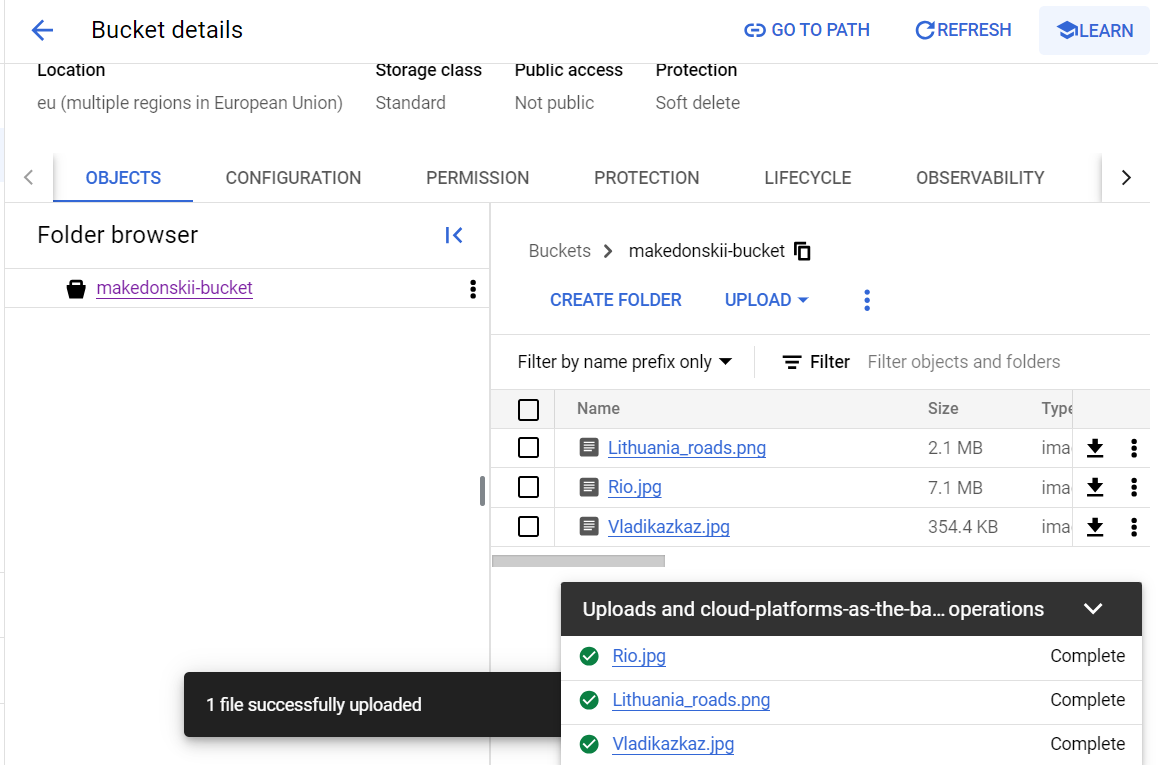 Bucket details
GO TO PATH
REFRESH
LEARN
Location
Storage class
Public access
Protection
eu (multiple regions in European Union)
Standard
Not public
Soft delete
OBJECTS
CONFIGURATION
PERMISSION
PROTECTION
LIFECYCLE
OBSERVABILITY
Folder browser
makedonskii-bucket
Buckets
makedonskii-bucket
CREATE FOLDER
UPLOAD
Filter by name prefix only
Filter
Filter objects and folders
Name
Size
Type
Lithuania_roads.png
2.1 MB
ima
Rio.jpg
7.1 MB
ima
Vladikazkaz.jpg
354.4 KB
ima
Uploads and cloud-platforms-as-the-ba... operations
Rio.jpg
Complete
Lithuania_roads.png
Complete
Vladikazkaz.jpg
Complete
1 file successfully uploaded